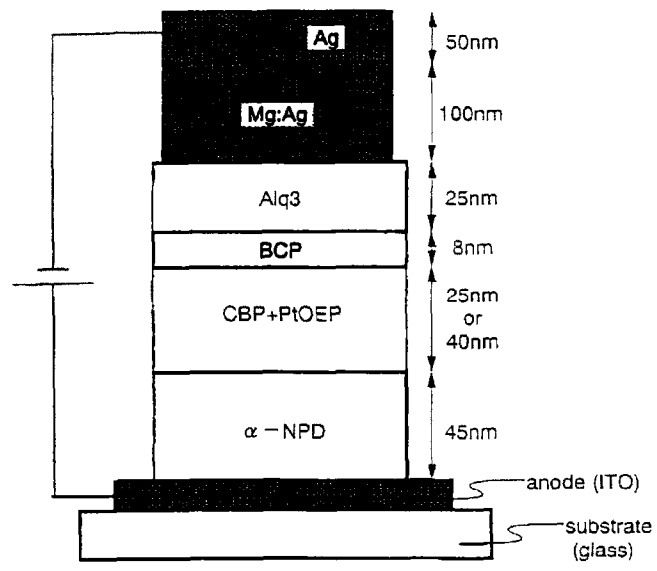 Ag
50nm
Mg:Ag
100nm
Alq3
25nm
BCP
8nm
CBP+PtOEP
25nm
or
40nm
α－NPD
45nm
anode (ITO)
substrate
(glass)